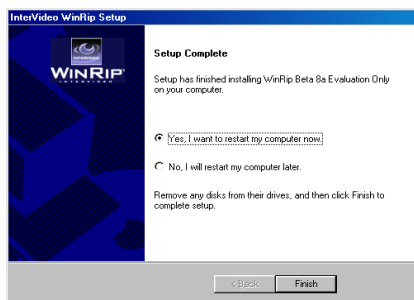 InterVideo WinRip Setup
WINRIP
INTERVIDEO
Setup Complete
Setup has finished installing WinRip Beta 8a Evaluation Only
on your computer.
Yes, I want to restart my computer now.
No, I will restart my computer later.
Remove any disks from their drives, and then click Finish to
complete setup.
< Back
Finish